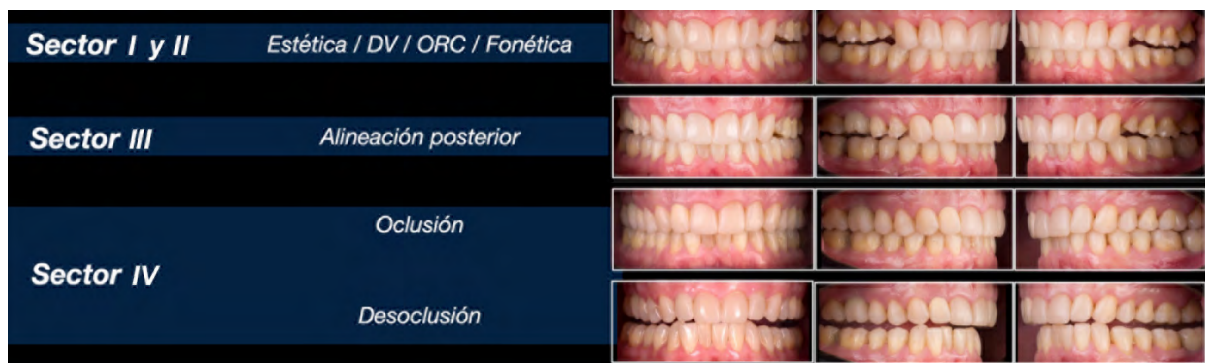 Sector I y II Estética / DV / ORC / Fonética
Sector III Alineación posterior
Oclusión
Sector IV
Desoclusión